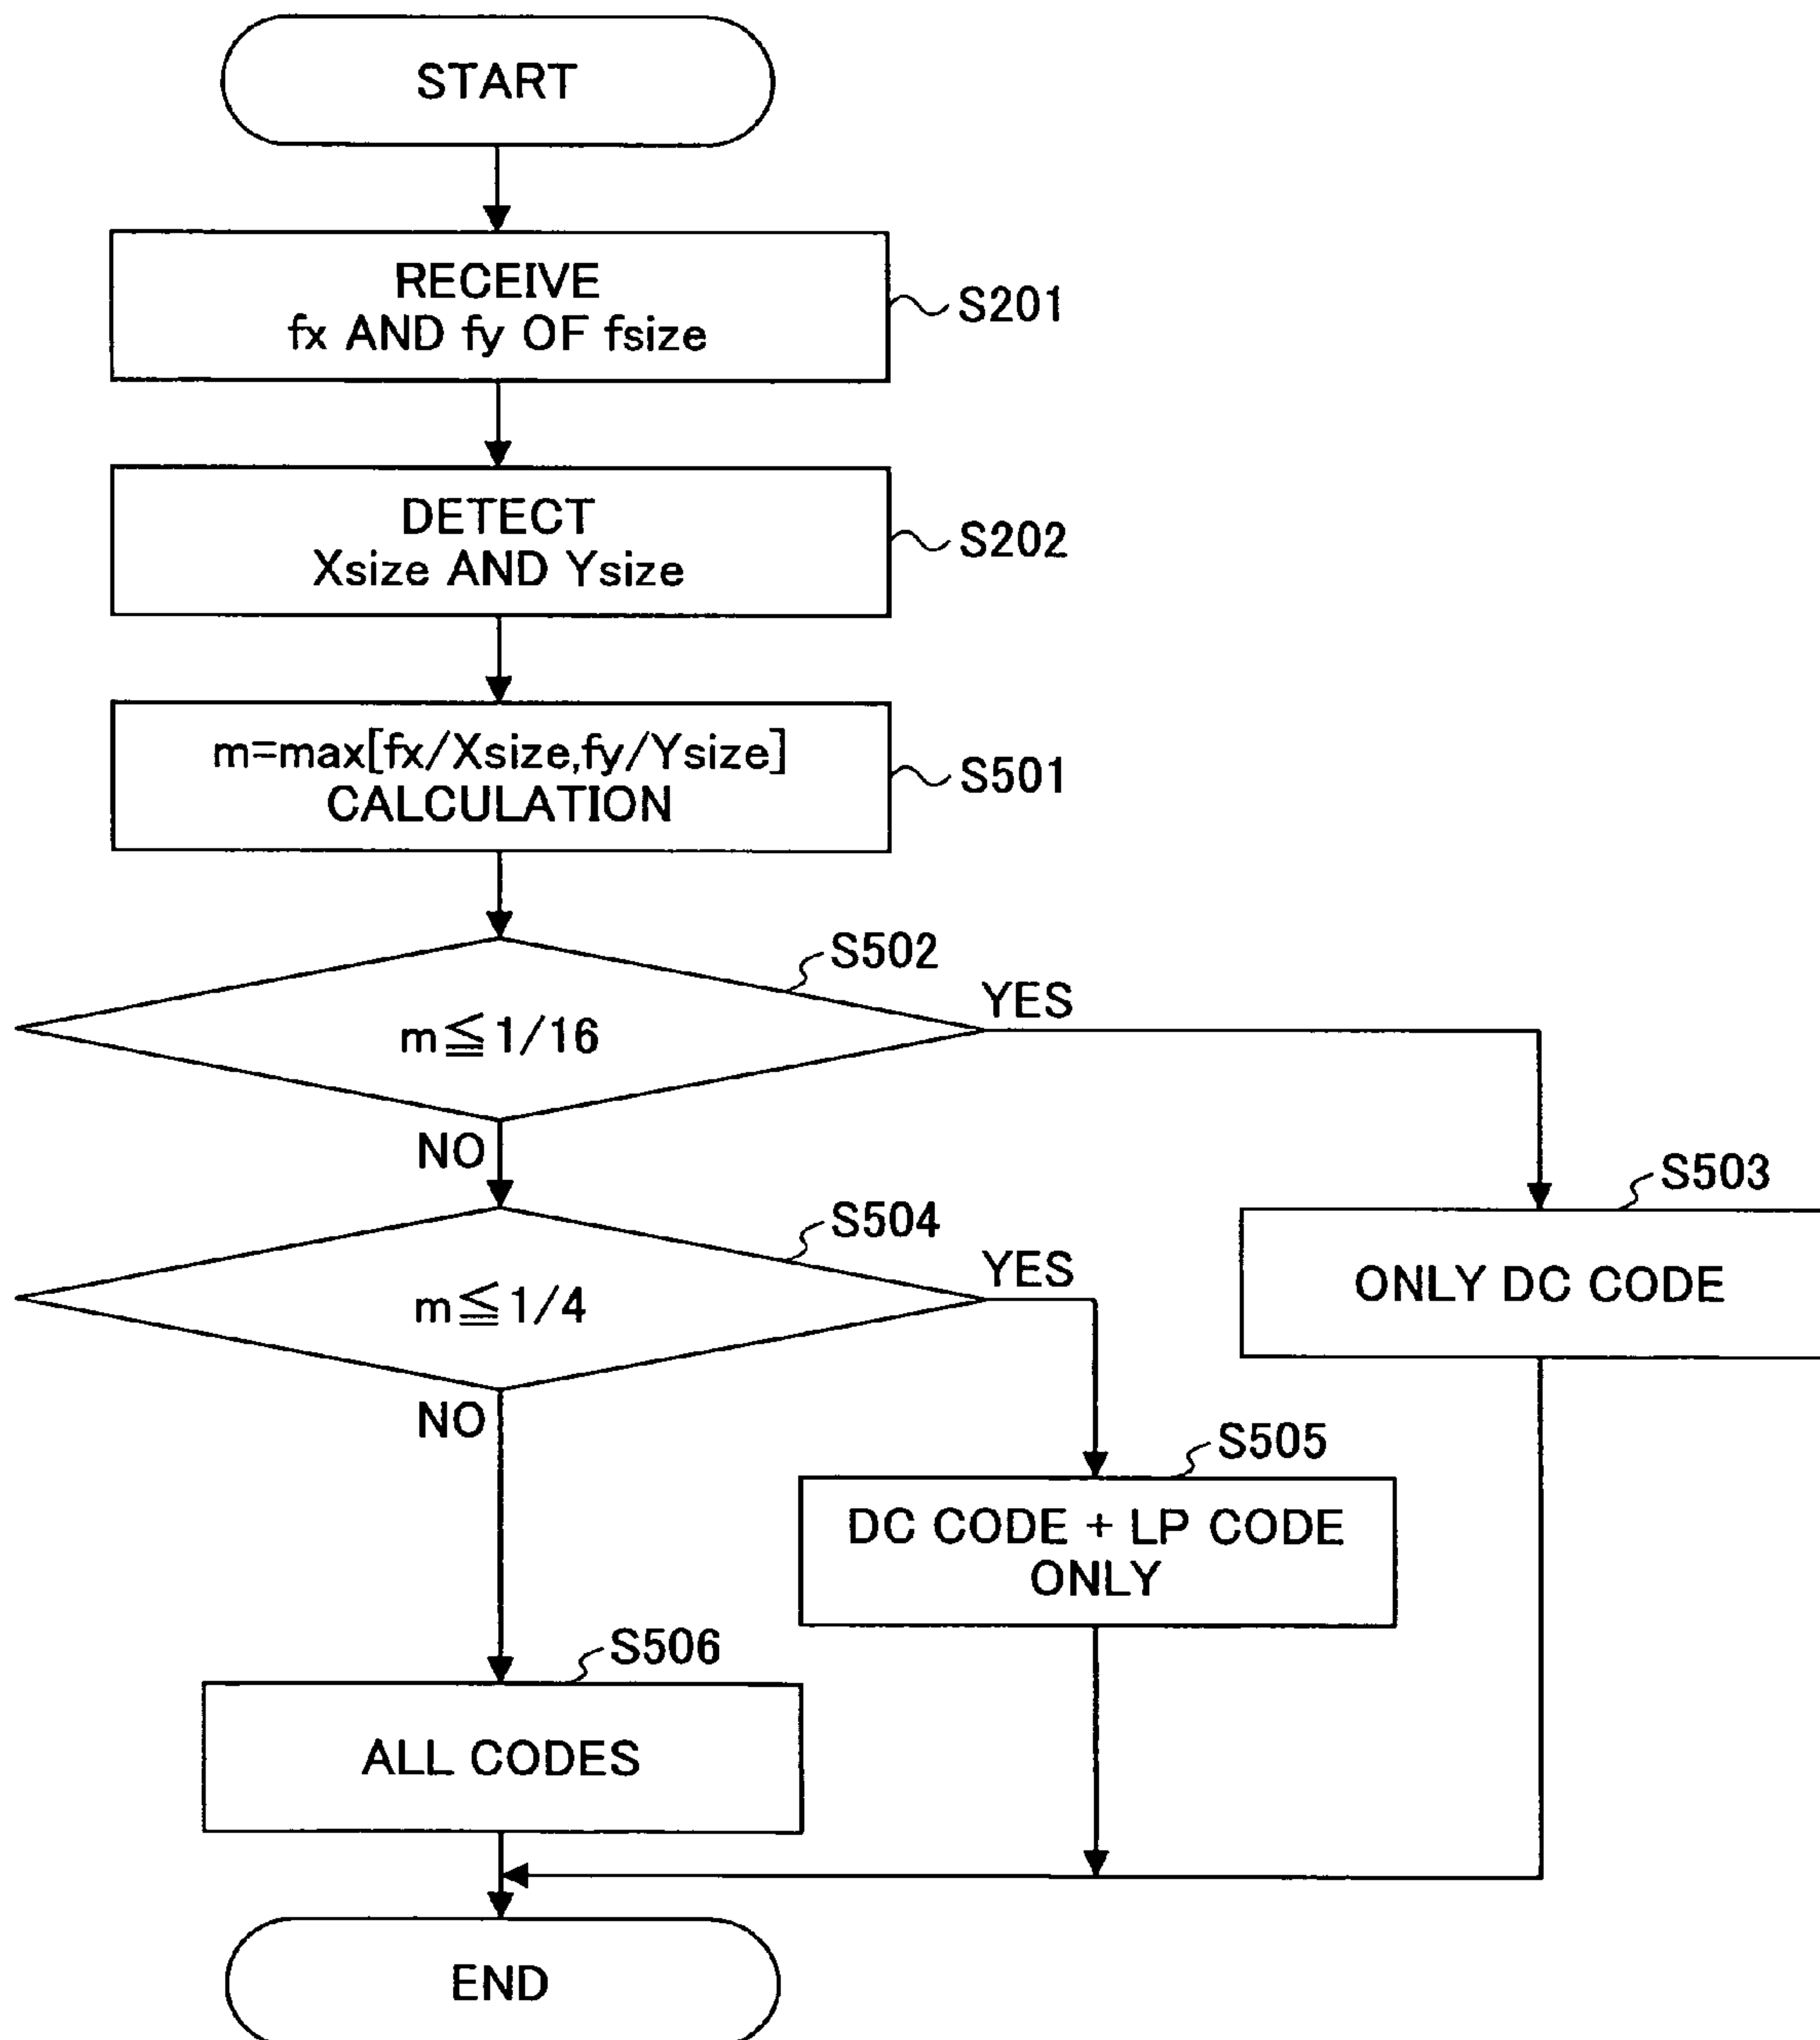 START
RECEIVE
fx AND fy OF fsize
S201
DETECT
Xsize AND Ysize
S202
m=max[fx/Xsize,fy/Ysize]
CALCULATION
S501
S502
m≦1/16
YES
NO
S503
ONLY DC CODE
S504
m≦1/4
YES
NO
S505
DC CODE + LP CODE
ONLY
S506
ALL CODES
END